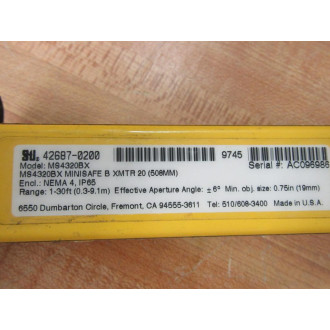 STI. 42687-0200 9745 Serial #: AC096986
Model: MS4320BX
MS4320BX MINISAFE B XMTR 20 (508MM)
Encl.: NEMA 4, IP65
Range: 1-30ft (0.3-9.1m) Effective Aperture Angle: ± 6° Min. obj. size: 0.75in (19mm)
6550 Dumbarton Circle, Fremont, CA 94555-3611 Tel: 510/608-3400 Made in U.S.A.